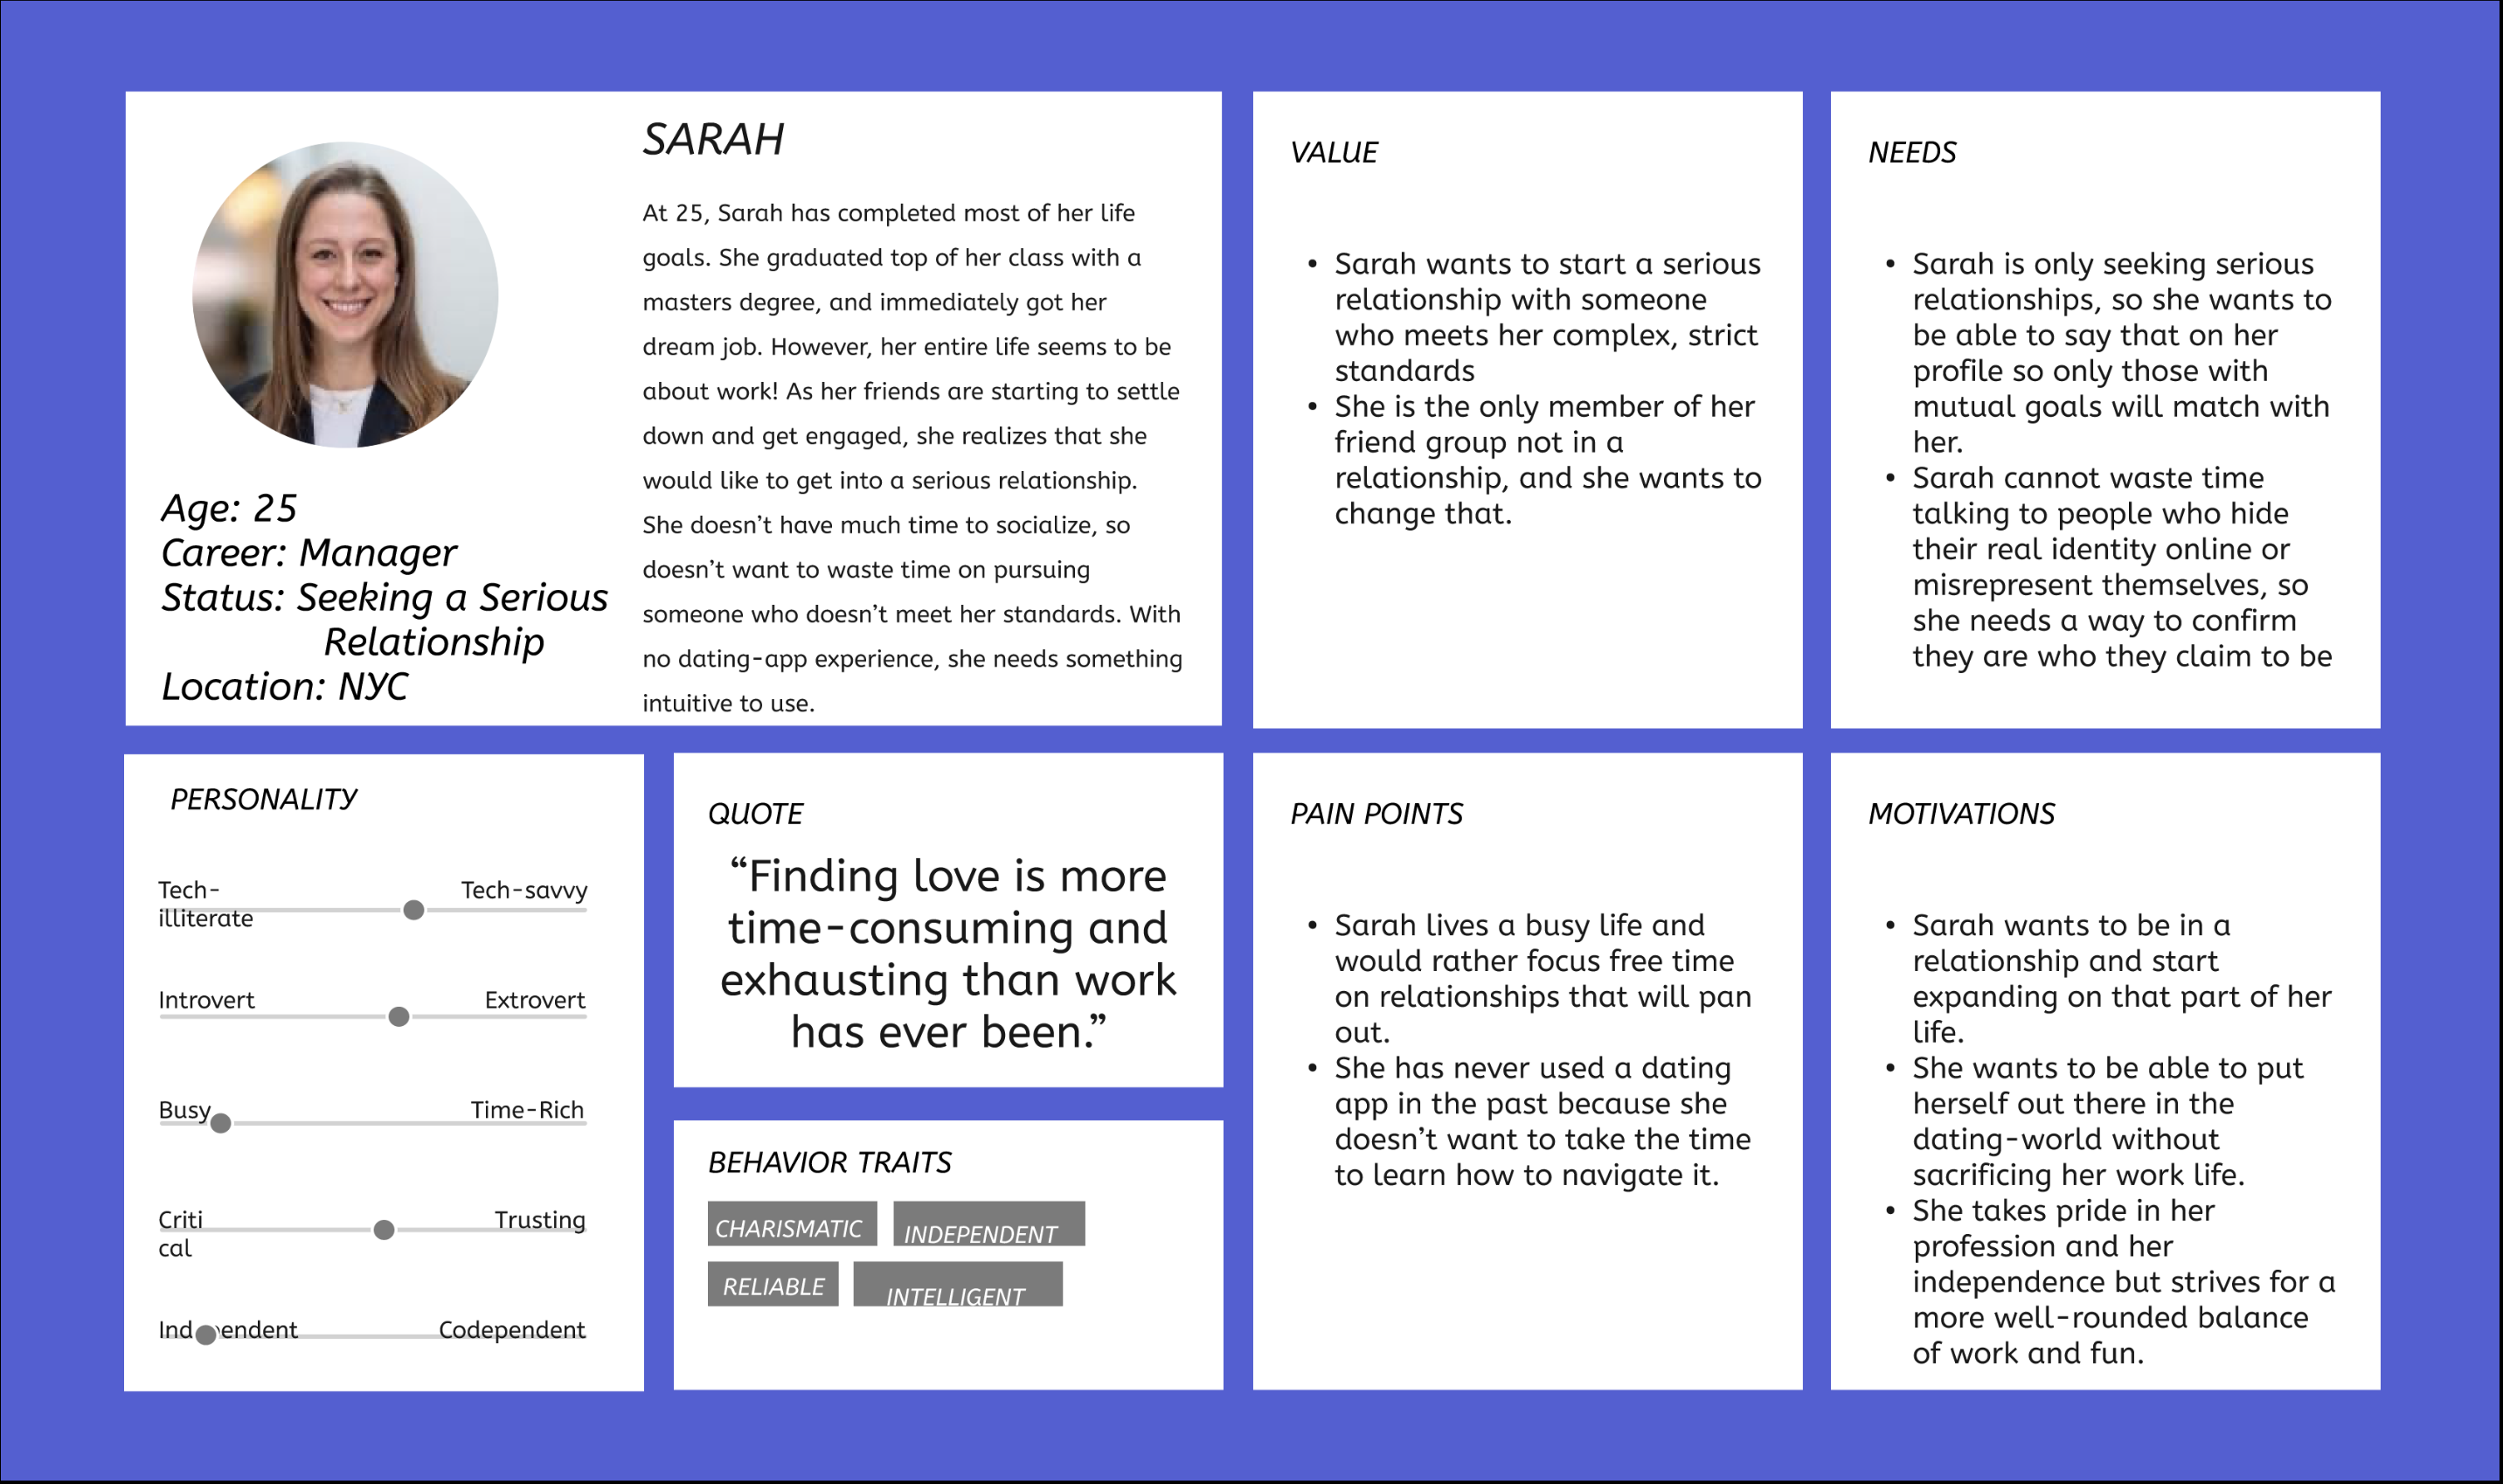 SARAH
At 25, Sarah has completed most of her life
goals. She graduated top of her class with a
masters degree, and immediately got her
dream job. However, her entire life seems to be
about work! As her friends are starting to settle
down and get engaged, she realizes that she
would like to get into a serious relationship.
She doesn’t have much time to socialize, so
doesn’t want to waste time on pursuing
someone who doesn’t meet her standards. With
no dating-app experience, she needs something
intuitive to use.
Age: 25
Career: Manager
Status: Seeking a Serious
Relationship
Location: NYC
VALUE
• Sarah wants to start a serious
relationship with someone
who meets her complex, strict
standards
• She is the only member of her
friend group not in a
relationship, and she wants to
change that.
NEEDS
• Sarah is only seeking serious
relationships, so she wants to
be able to say that on her
profile so only those with
mutual goals will match with
her.
• Sarah cannot waste time
talking to people who hide
their real identity online or
misrepresent themselves, so
she needs a way to confirm
they are who they claim to be
PERSONALITY
Tech-
illiterate
Tech-savvy
Introvert
Extrovert
Busy
Time-Rich
Criti
cal
Trusting
Independent
Codependent
QUOTE
“Finding love is more
time-consuming and
exhausting than work
has ever been.”
BEHAVIOR TRAITS
CHARISMATIC
INDEPENDENT
RELIABLE
INTELLIGENT
PAIN POINTS
• Sarah lives a busy life and
would rather focus free time
on relationships that will pan
out.
• She has never used a dating
app in the past because she
doesn’t want to take the time
to learn how to navigate it.
MOTIVATIONS
• Sarah wants to be in a
relationship and start
expanding on that part of her
life.
• She wants to be able to put
herself out there in the
dating-world without
sacrificing her work life.
• She takes pride in her
profession and her
independence but strives for a
more well-rounded balance
of work and fun.